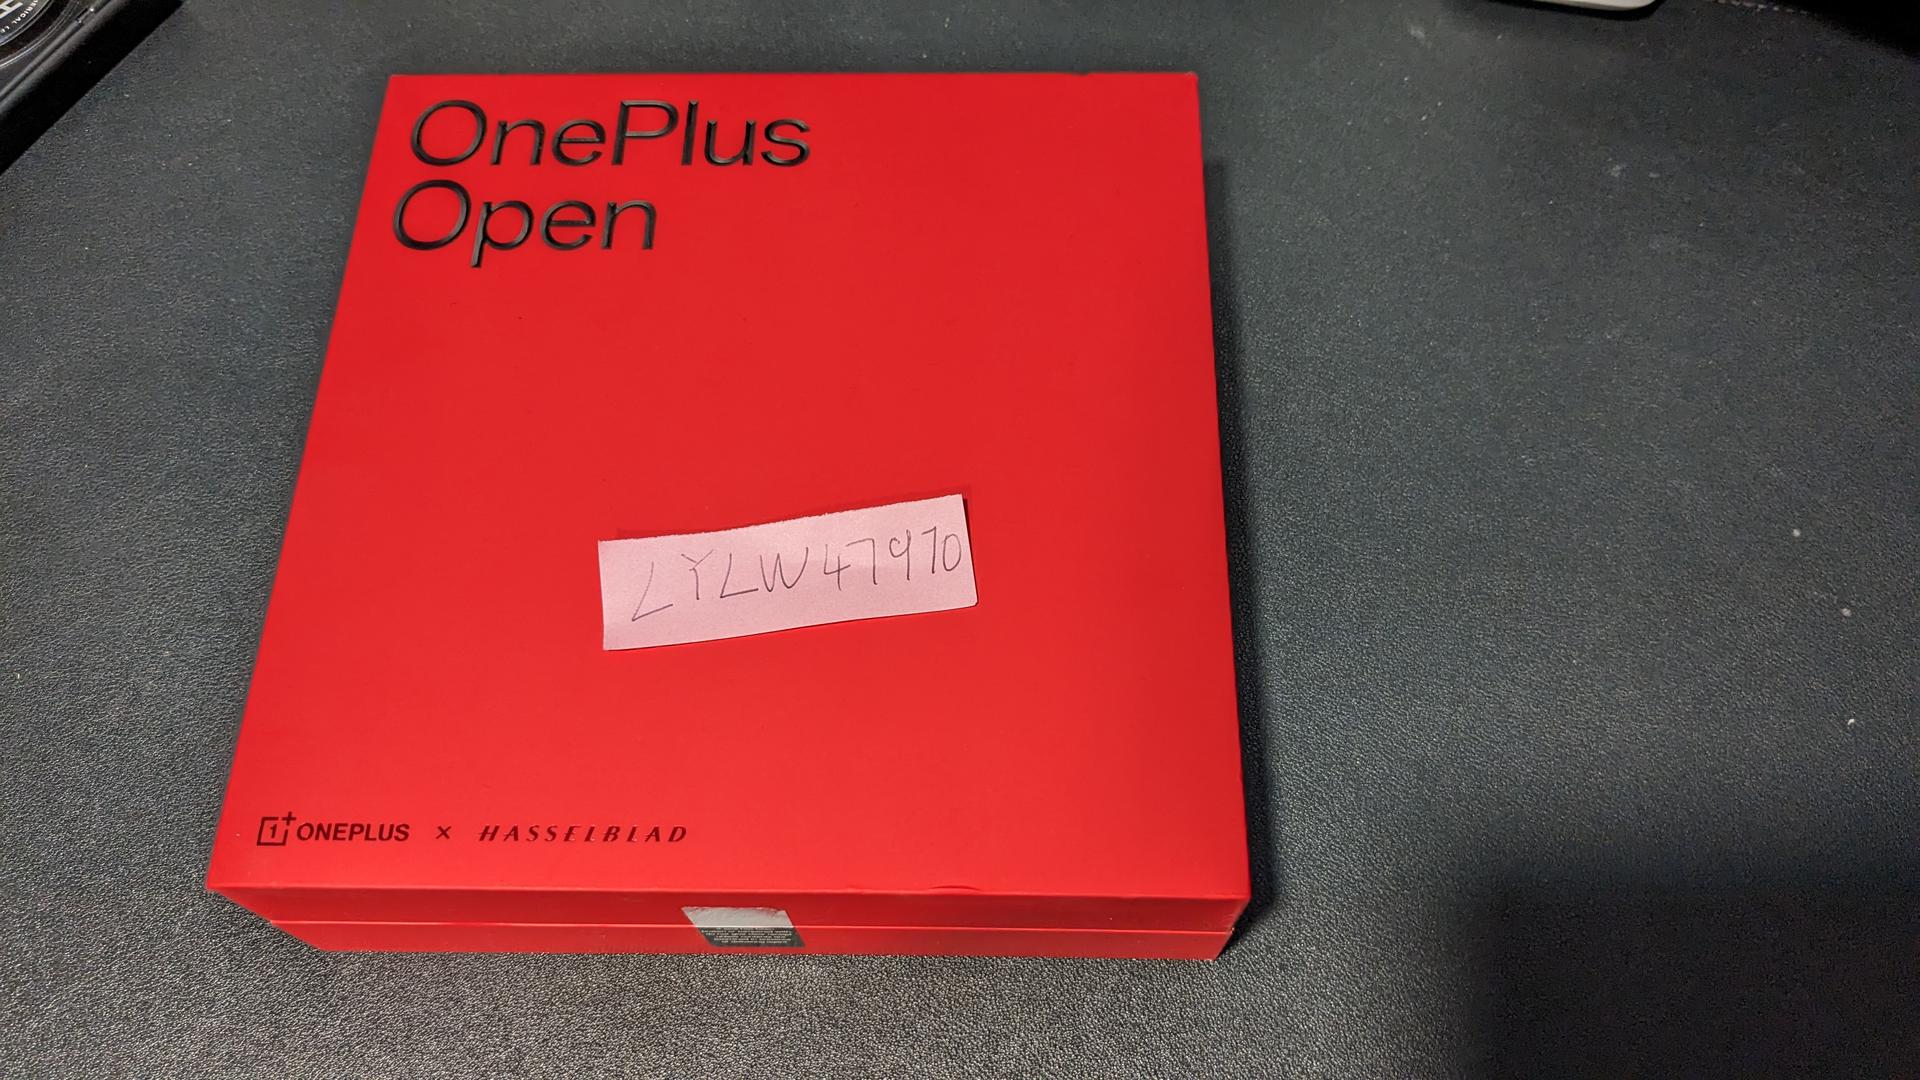 OnePlus
Open
LYLW47970
1+ ONEPLUS × HASSELBLAD